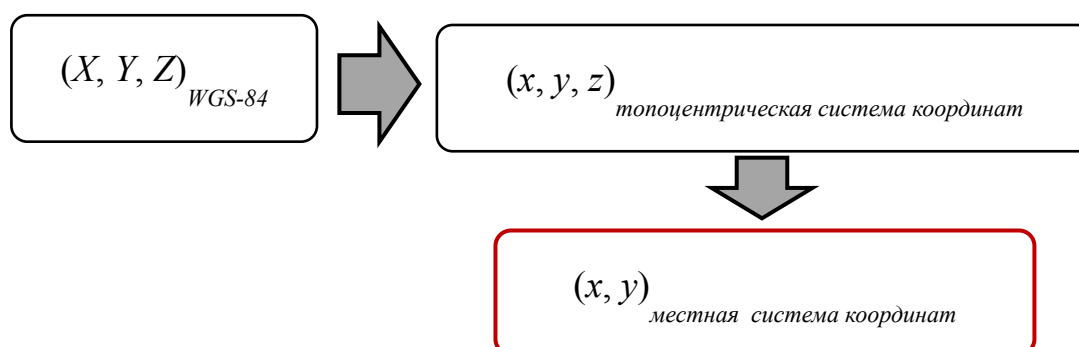 (X, Y, Z) WGS-84
(x, y, z) топоцентрическая система координат
(x, y) местная система координат